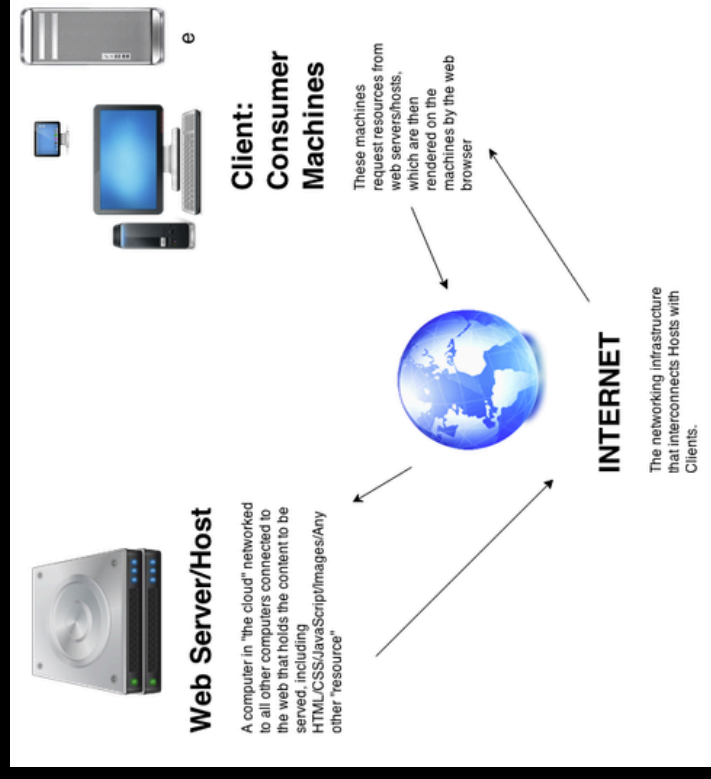 Web Server/Host
A computer in "the cloud" networked
to all other computers connected to
the web that holds the content to be
served, including
HTML/CSS/JavaScript/Images/Any
other "resource"
INTERNET
The networking infrastructure
that interconnects Hosts with
Clients.
Client:
Consumer
Machines
These machines
request resources from
web servers/hosts,
which are then
rendered on the
machines by the web
browser
e